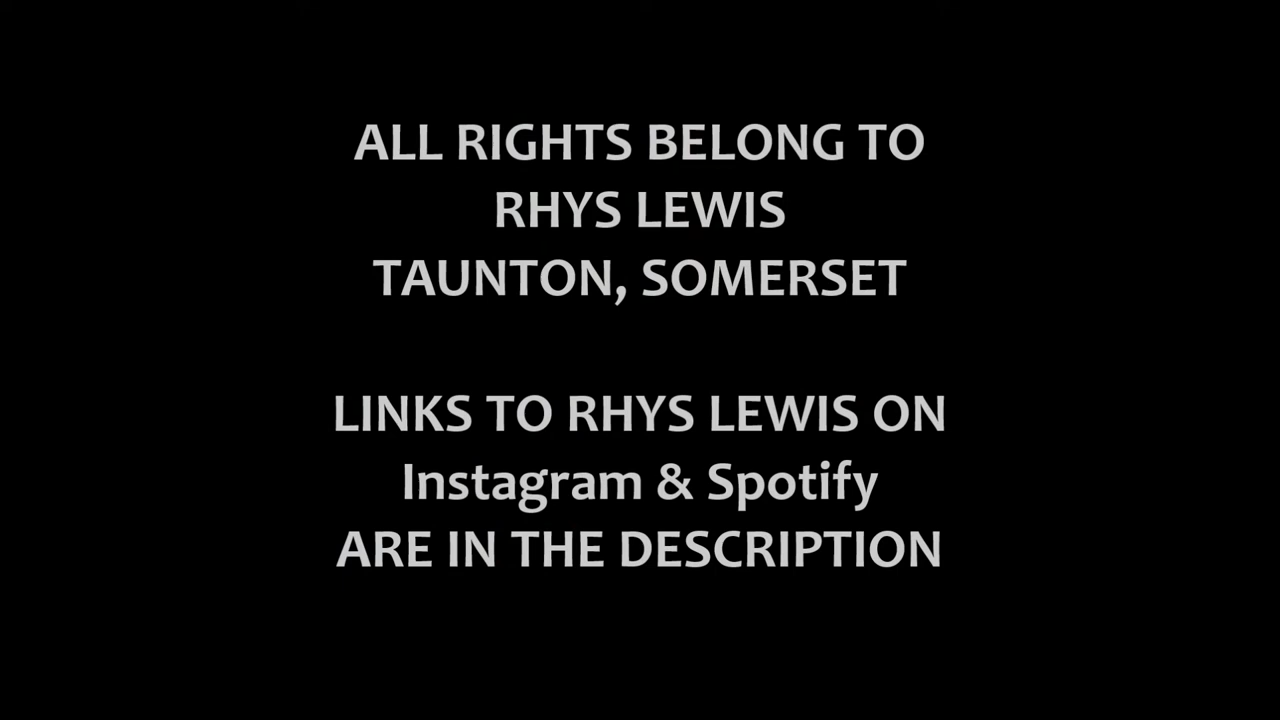 ALL RIGHTS BELONG TO
RHYS LEWIS
TAUNTON, SOMERSET
LINKS TO RHYS LEWIS ON
Instagram & Spotify
ARE IN THE DESCRIPTION